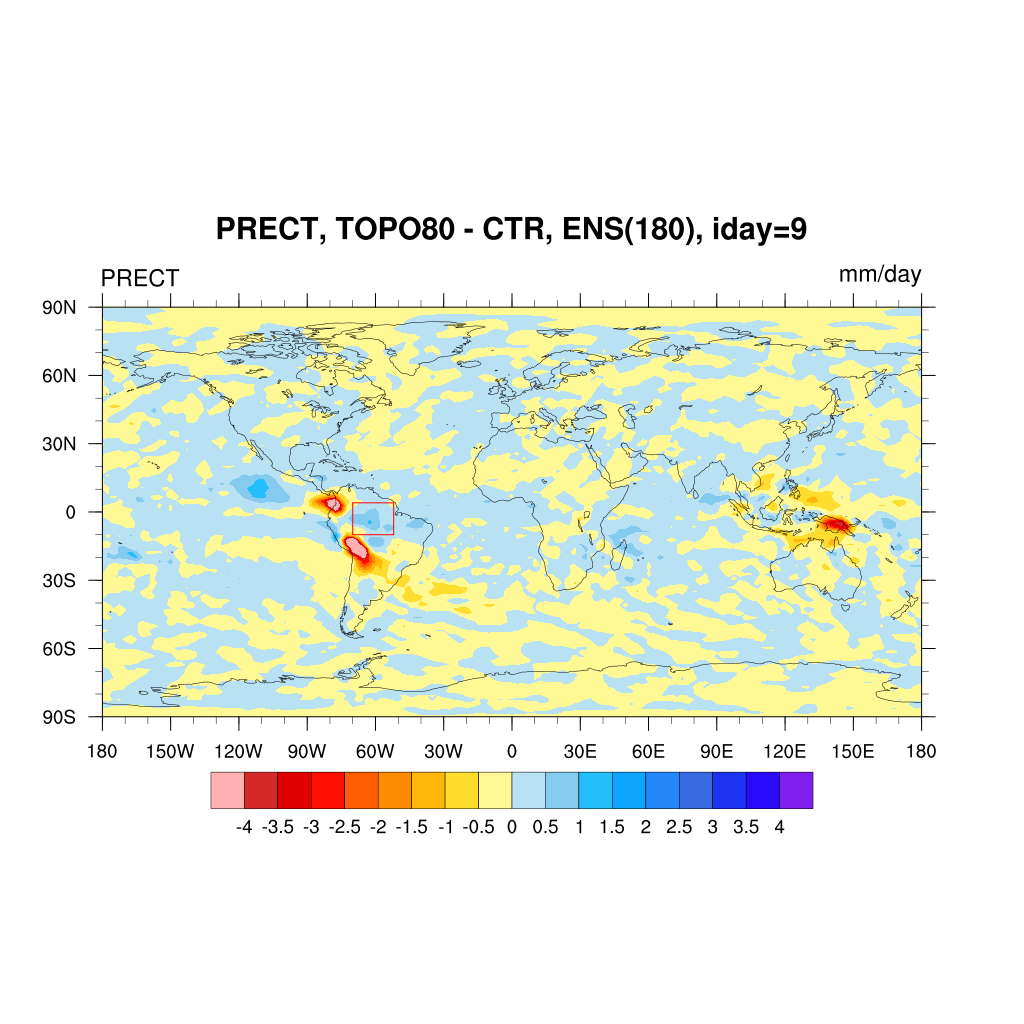 PRECT, TOPO80 - CTR, ENS(180), iday=9
PRECT mm/day
90N
60N
30N
0
30S
60S
90S
180 150W 120W 90W 60W 30W 0 30E 60E 90E 120E 150E 180
-4 -3.5 -3 -2.5 -2 -1.5 -1 -0.5 0 0.5 1 1.5 2 2.5 3 3.5 4